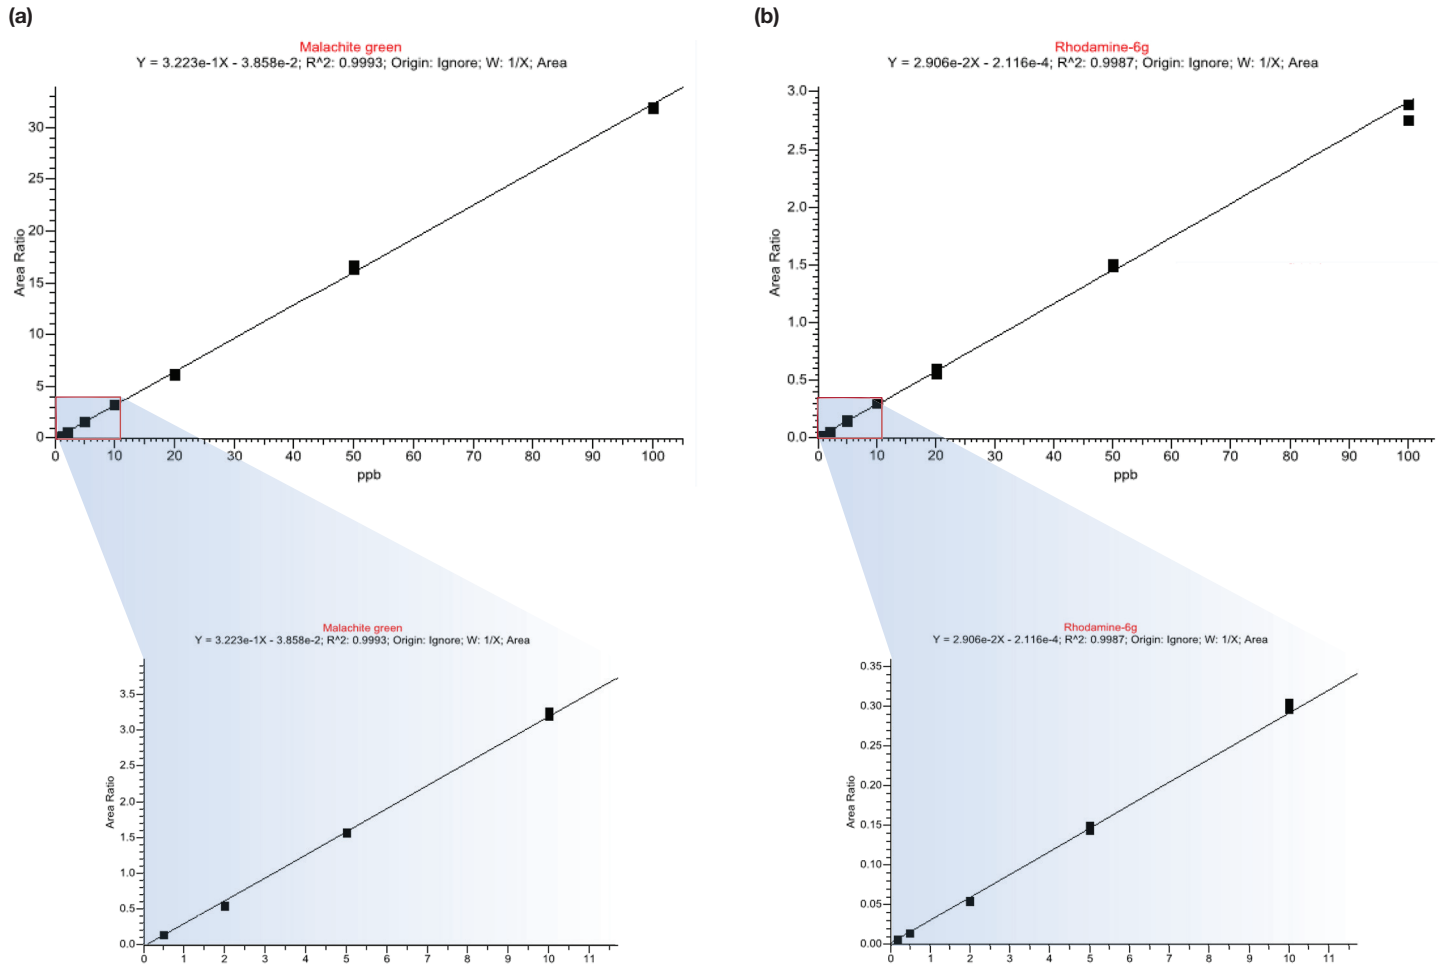 (a)
Malachite green
Y = 3.223e-1X - 3.858e-2; R^2: 0.9993; Origin: Ignore; W: 1/X; Area
30
25
20
15
10
5
0
Area Ratio
0 10 20 30 40 50 60 70 80 90 100
ppb
(b)
Rhodamine-6g
Y = 2.906e-2X - 2.116e-4; R^2: 0.9987; Origin: Ignore; W: 1/X; Area
3.0
2.5
2.0
1.5
1.0
0.5
0.0
Area Ratio
0 10 20 30 40 50 60 70 80 90 100
ppb
Malachite green
Y = 3.223e-1X - 3.858e-2; R^2: 0.9993; Origin: Ignore; W: 1/X; Area
3.5
3.0
2.5
2.0
1.5
1.0
0.5
0.0
Area Ratio
0 1 2 3 4 5 6 7 8 9 10 11
Rhodamine-6g
Y = 2.906e-2X - 2.116e-4; R^2: 0.9987; Origin: Ignore; W: 1/X; Area
0.35
0.30
0.25
0.20
0.15
0.10
0.05
0.00
Area Ratio
0 1 2 3 4 5 6 7 8 9 10 11